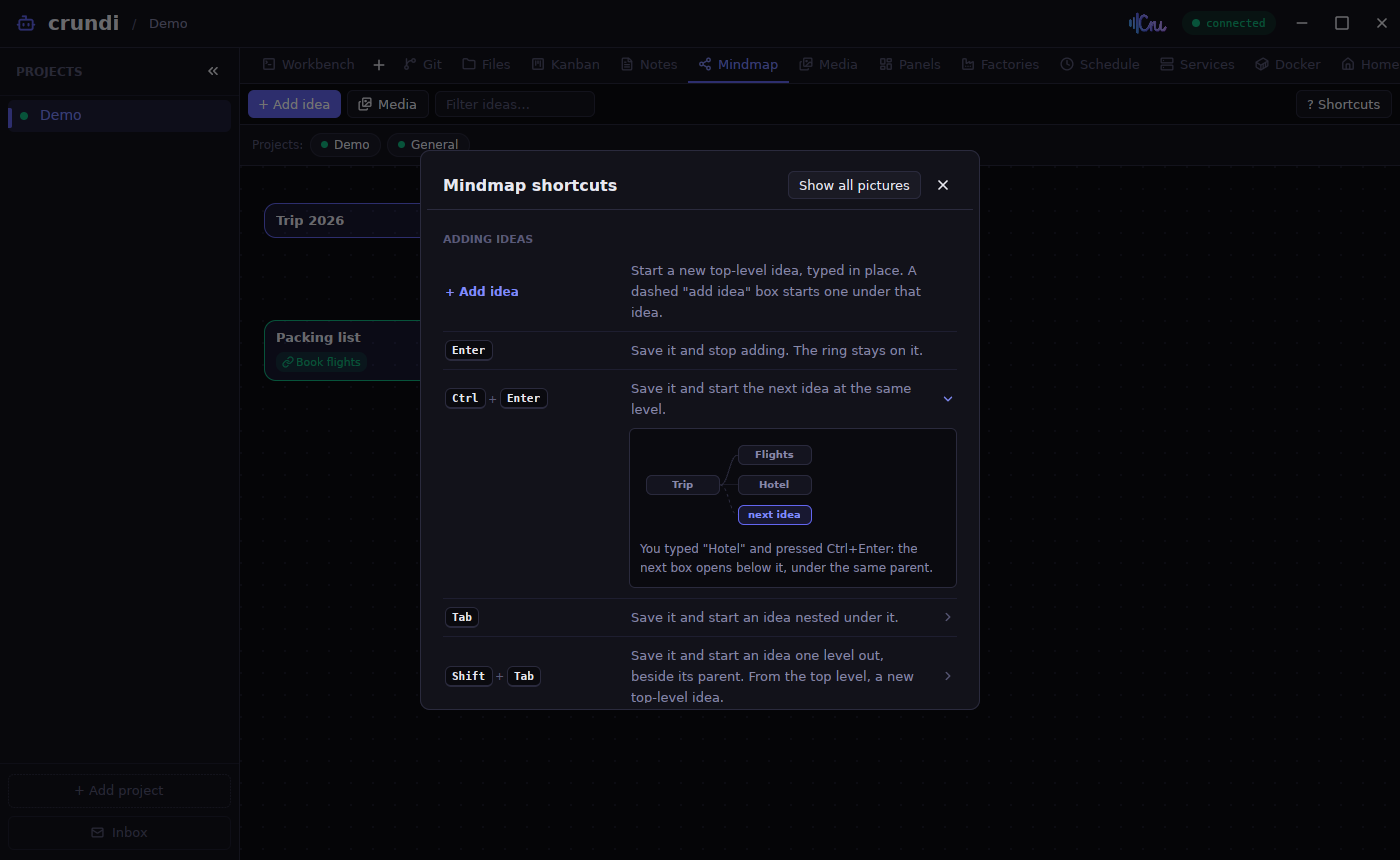 crundi / Demo
Cru
connected
PROJECTS
Workbench
Git
Files
Kanban
Notes
Mindmap
Media
Panels
Factories
Schedule
Services
Docker
Home
Demo
+ Add idea
Media
Filter ideas...
? Shortcuts
Projects:
Demo
General
Trip 2026
Packing list
Book flights
Mindmap shortcuts
Show all pictures
ADDING IDEAS
+ Add idea
Start a new top-level idea, typed in place. A
dashed "add idea" box starts one under that
idea.
Enter
Save it and stop adding. The ring stays on it.
Ctrl + Enter
Save it and start the next idea at the same
level.
Flights
Trip
Hotel
next idea
You typed "Hotel" and pressed Ctrl+Enter: the
next box opens below it, under the same parent.
Tab
Save it and start an idea nested under it.
Shift + Tab
Save it and start an idea one level out,
beside its parent. From the top level, a new
top-level idea.
+ Add project
Inbox